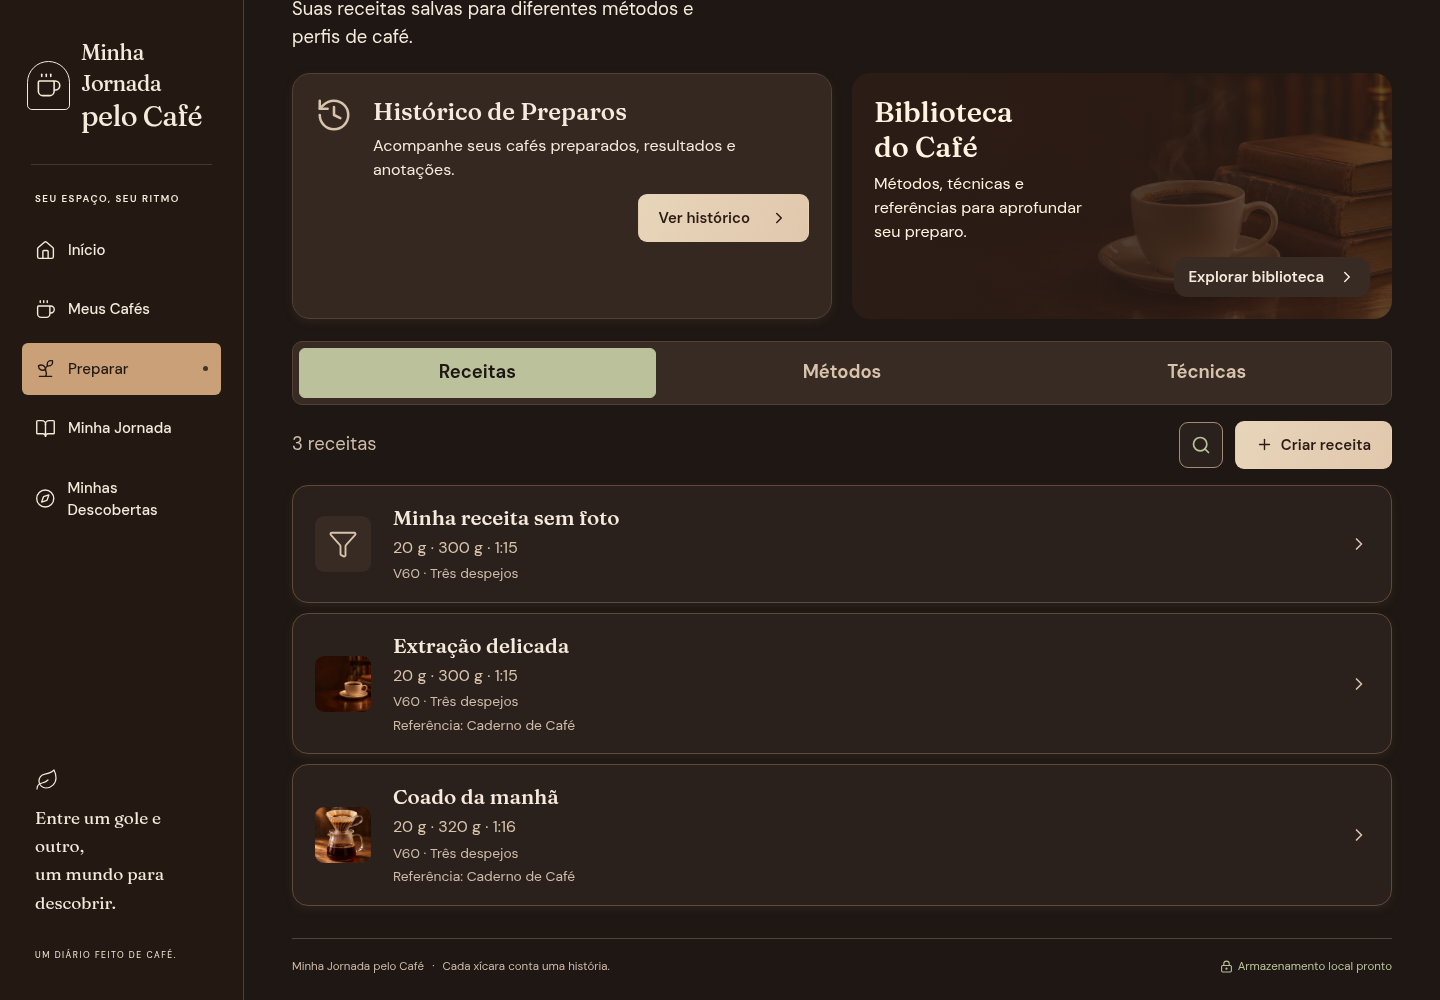 Minha
Jornada
pelo Café
SEU ESPAÇO, SEU RITMO
Início
Meus Cafés
Preparar
Minha Jornada
Minhas
Descobertas
Entre um gole e
outro,
um mundo para
descobrir.
UM DIÁRIO FEITO DE CAFÉ.
Suas receitas salvas para diferentes métodos e
perfis de café.
Histórico de Preparos
Acompanhe seus cafés preparados, resultados e
anotações.
Ver histórico
Biblioteca
do Café
Métodos, técnicas e
referências para aprofundar
seu preparo.
Explorar biblioteca
Receitas
Métodos
Técnicas
3 receitas
Criar receita
Minha receita sem foto
20 g · 300 g · 1:15
V60 · Três despejos
Extração delicada
20 g · 300 g · 1:15
V60 · Três despejos
Referência: Caderno de Café
Coado da manhã
20 g · 320 g · 1:16
V60 · Três despejos
Referência: Caderno de Café
Minha Jornada pelo Café · Cada xícara conta uma história.
Armazenamento local pronto